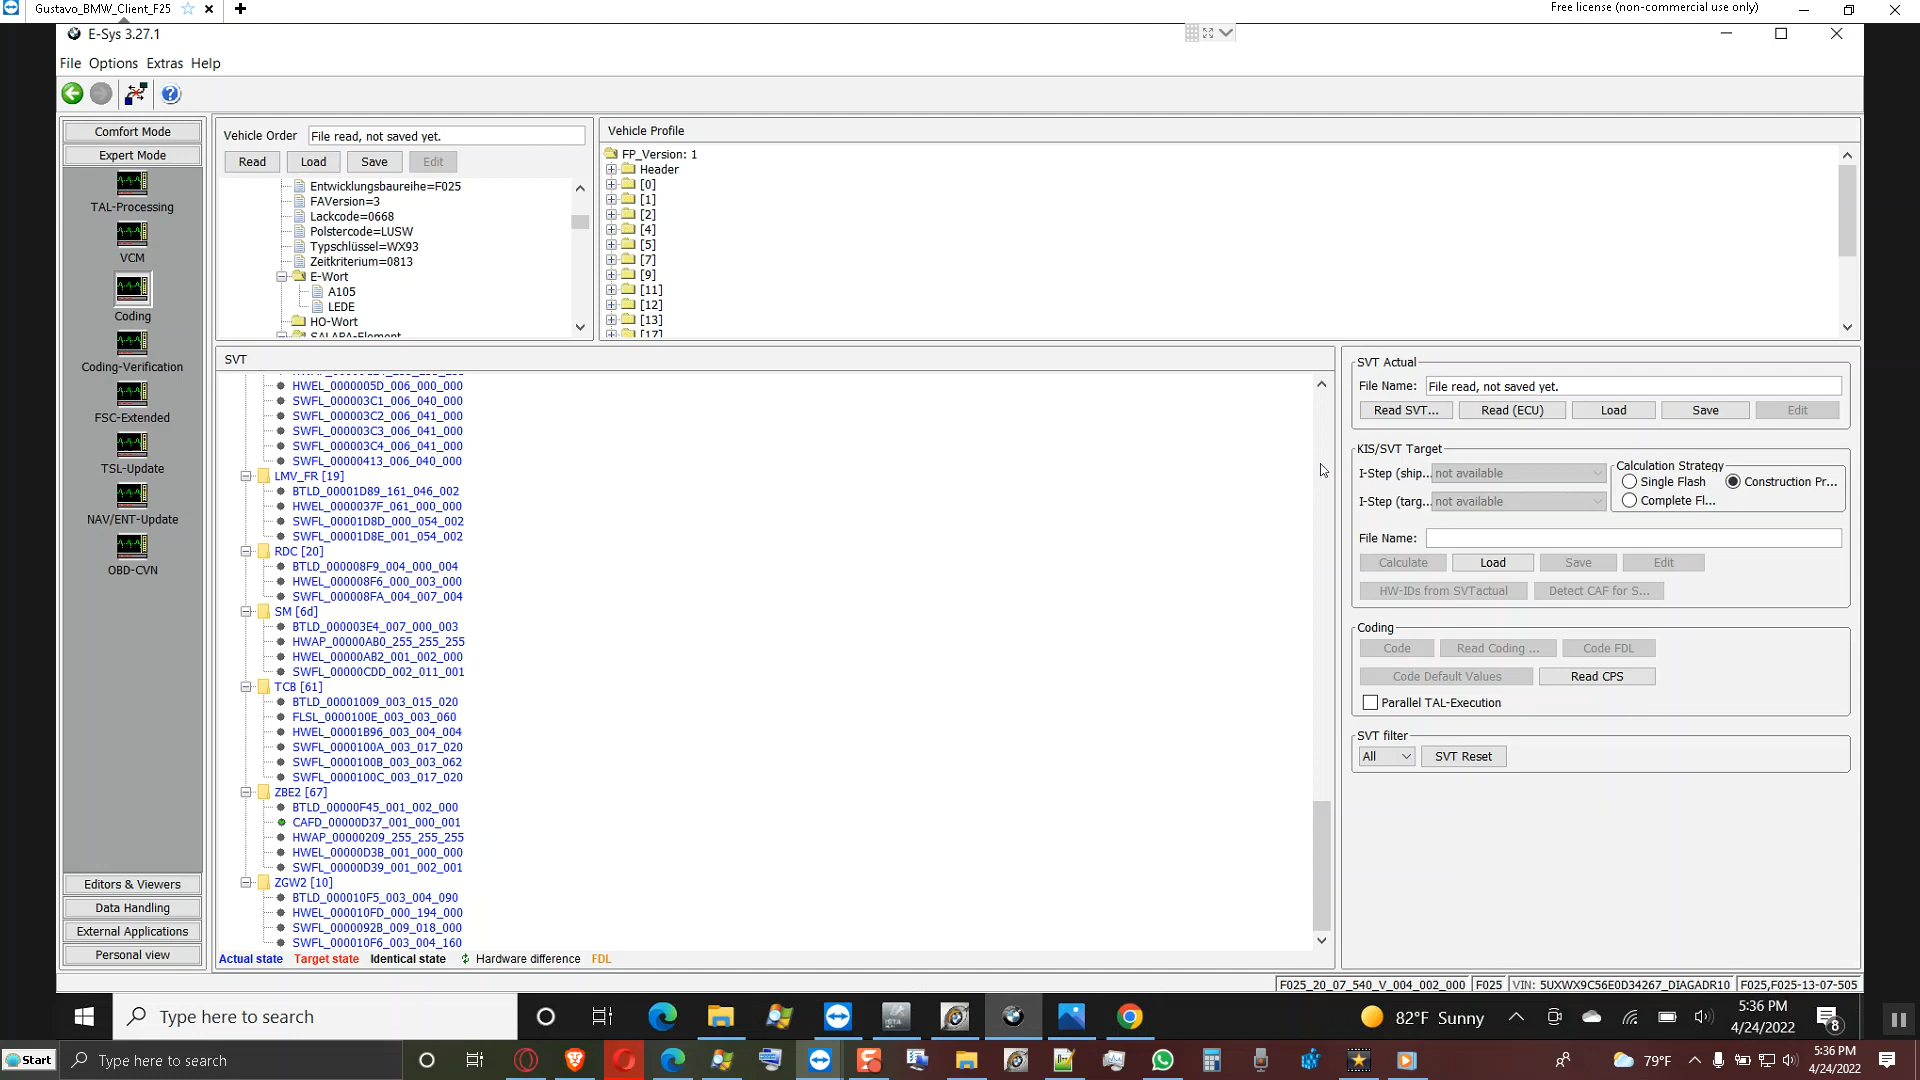 Gustavo_BMW_Client_F25
Free license (non-commercial use only)
E-Sys 3.27.1
File Options Extras Help
Comfort Mode
Expert Mode
TAL-Processing
VCM
Coding
Coding-Verification
FSC-Extended
TSL-Update
NAV/ENT-Update
OBD-CVN
Editors & Viewers
Data Handling
External Applications
Personal view
Vehicle Order File read, not saved yet.
Read Load Save Edit
Entwicklungsbaureihe=F025
FAVersion=3
Lackcode=0668
Polstercode=LUSW
Typschlüssel=WX93
Zeitkriterium=0813
E-Wort
A105
LEDE
HO-Wort
SALAPA-Element
Vehicle Profile
FP_Version: 1
Header
[0]
[1]
[2]
[4]
[5]
[7]
[9]
[11]
[12]
[13]
[17]
SVT
HWEL_0000005D_006_000_000
SWFL_000003C1_006_040_000
SWFL_000003C2_006_041_000
SWFL_000003C3_006_041_000
SWFL_000003C4_006_041_000
SWFL_00000413_006_040_000
LMV_FR [19]
BTLD_00001D89_161_046_002
HWEL_0000037F_061_000_000
SWFL_00001D8D_000_054_002
SWFL_00001D8E_001_054_002
RDC [20]
BTLD_000008F9_004_000_004
HWEL_000008F6_000_003_000
SWFL_000008FA_004_007_004
SM [6d]
BTLD_000003E4_007_000_003
HWAP_00000AB0_255_255_255
HWEL_00000AB2_001_002_000
SWFL_00000CDD_002_011_001
TCB [61]
BTLD_00001009_003_015_020
FLSL_0000100E_003_003_060
HWEL_00001B96_003_004_004
SWFL_0000100A_003_017_020
SWFL_0000100B_003_003_062
SWFL_0000100C_003_017_020
ZBE2 [67]
BTLD_00000F45_001_002_000
CAFD_00000D37_001_000_001
HWAP_00000209_255_255_255
HWEL_00000D3B_001_000_000
SWFL_00000D39_001_002_001
ZGW2 [10]
BTLD_000010F5_003_004_090
HWEL_000010FD_000_194_000
SWFL_0000092B_009_018_000
SWFL_000010F6_003_004_160
Actual state Target state Identical state Hardware difference FDL
SVT Actual
File Name: File read, not saved yet.
Read SVT... Read (ECU) Load Save Edit
KIS/SVT Target
I-Step (ship... not available
I-Step (targ... not available
Calculation Strategy
Single Flash Construction Pr...
Complete Fl...
File Name:
Calculate Load Save Edit
HW-IDs from SVTactual Detect CAF for S...
Coding
Code Read Coding ... Code FDL
Code Default Values Read CPS
Parallel TAL-Execution
SVT filter
All SVT Reset
F025_20_07_540_V_004_002_000 F025 VIN: 5UXWX9C56E0D34267_DIAGADR10 F025,F025-13-07-505
Type here to search
82°F Sunny
5:36 PM
4/24/2022
8
Start Type here to search
79°F
5:36 PM
4/24/2022